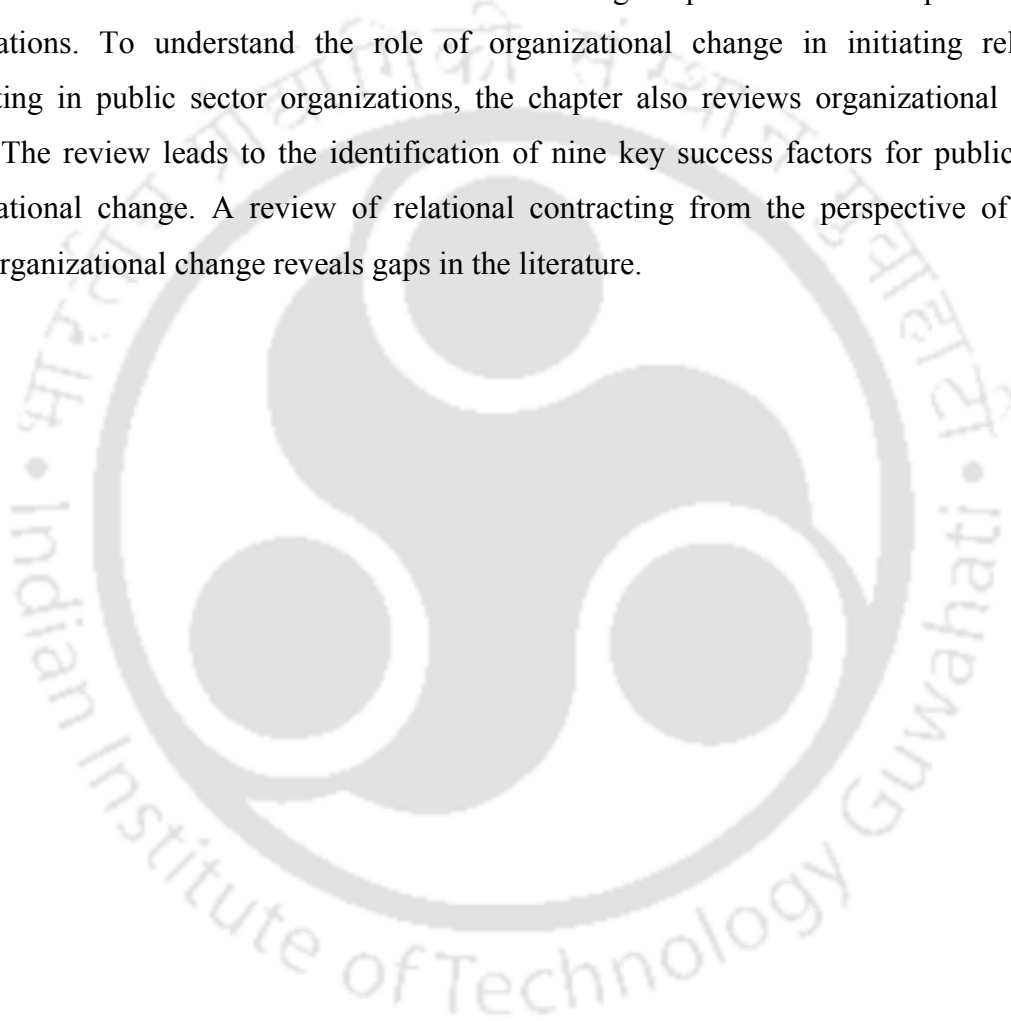 ations. To understand the role of organizational change in initiating rel
ting in public sector organizations, the chapter also reviews organizational
The review leads to the identification of nine key success factors for public
ational change. A review of relational contracting from the perspective of
rganizational change reveals gaps in the literature.
भारतीय गुवाहाटी
Indian Institute of Technology Guwahati